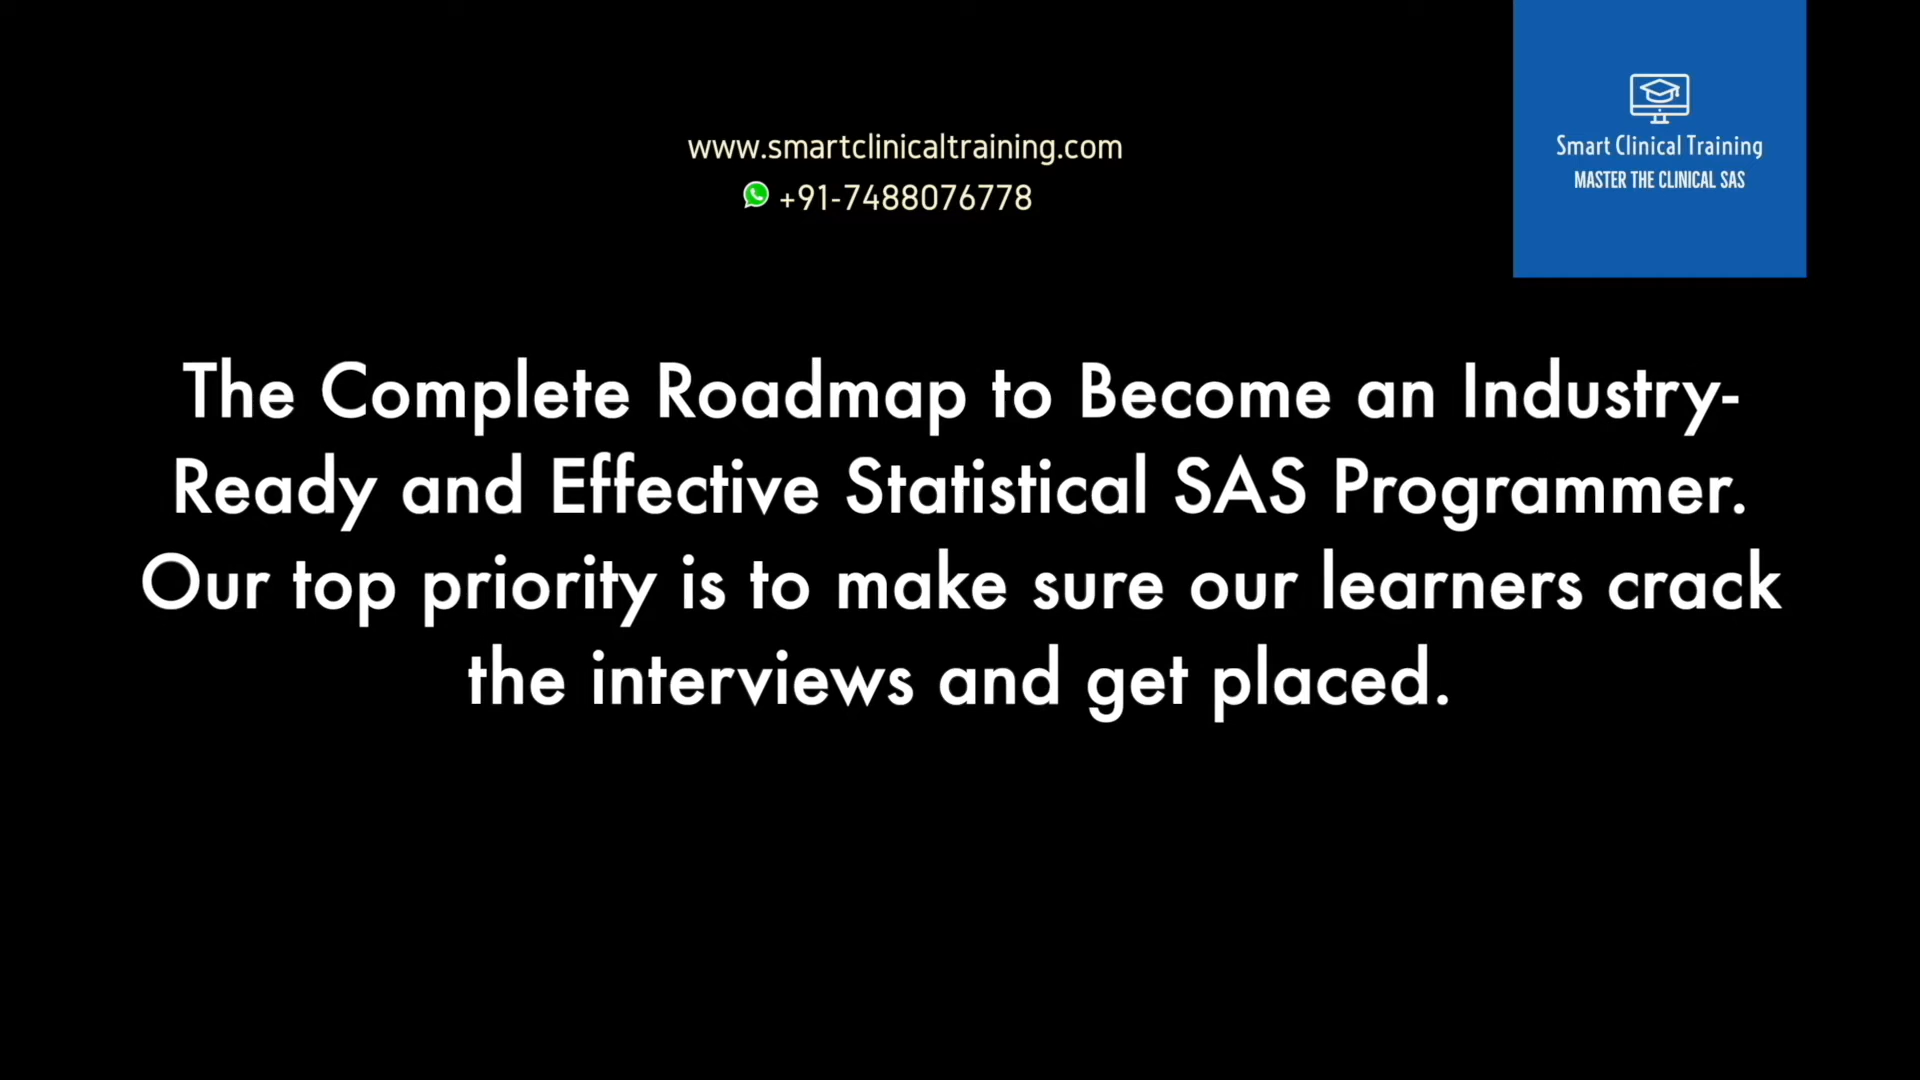 www.smartclinicaltraining.com
+91-7488076778
Smart Clinical Training
MASTER THE CLINICAL SAS
The Complete Roadmap to Become an Industry-
Ready and Effective Statistical SAS Programmer.
Our top priority is to make sure our learners crack
the interviews and get placed.